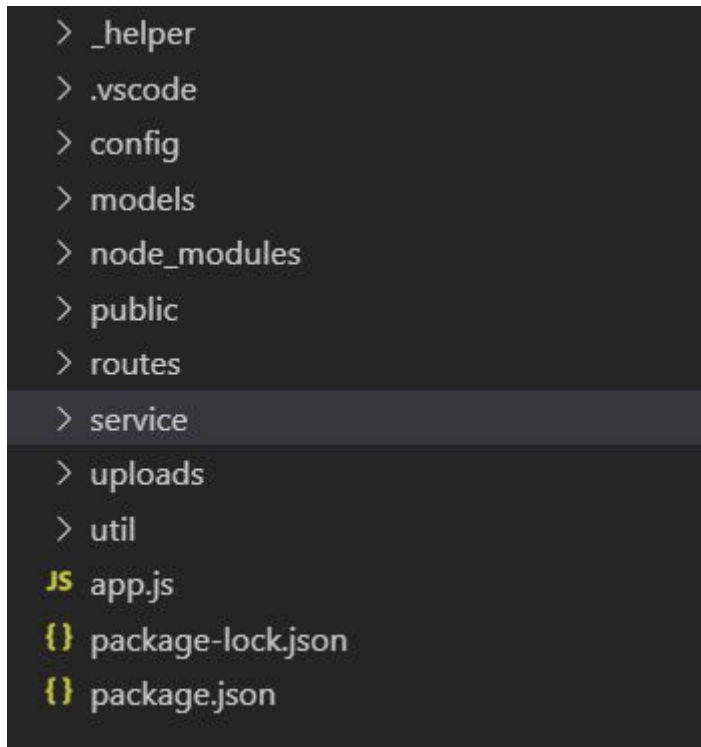 _helper
.vscode
config
models
node_modules
public
routes
service
uploads
util
JS app.js
{} package-lock.json
{} package.json